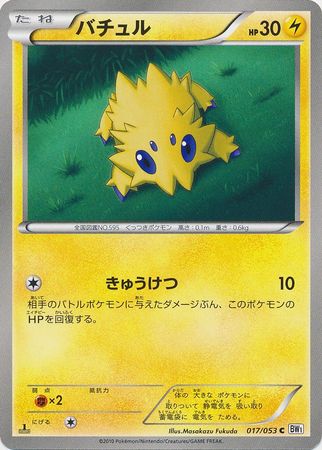 たね
バチュル
HP30
全国図鑑NO.595 くっつきポケモン 高さ:0.1m 重さ:0.6kg
きゅうけつ 10
相手のバトルポケモンに与えたダメージぶん、このポケモンの
HPを回復する。
弱点 抵抗力
×2
にげる
体の 大きな ポケモンに
取りついて 静電気を 吸い取り
蓄電袋に 電気を ためる。
Illus.Masakazu Fukuda
017/053 C BW1
1
©2010 Pokémon/Nintendo/Creatures/GAME FREAK.